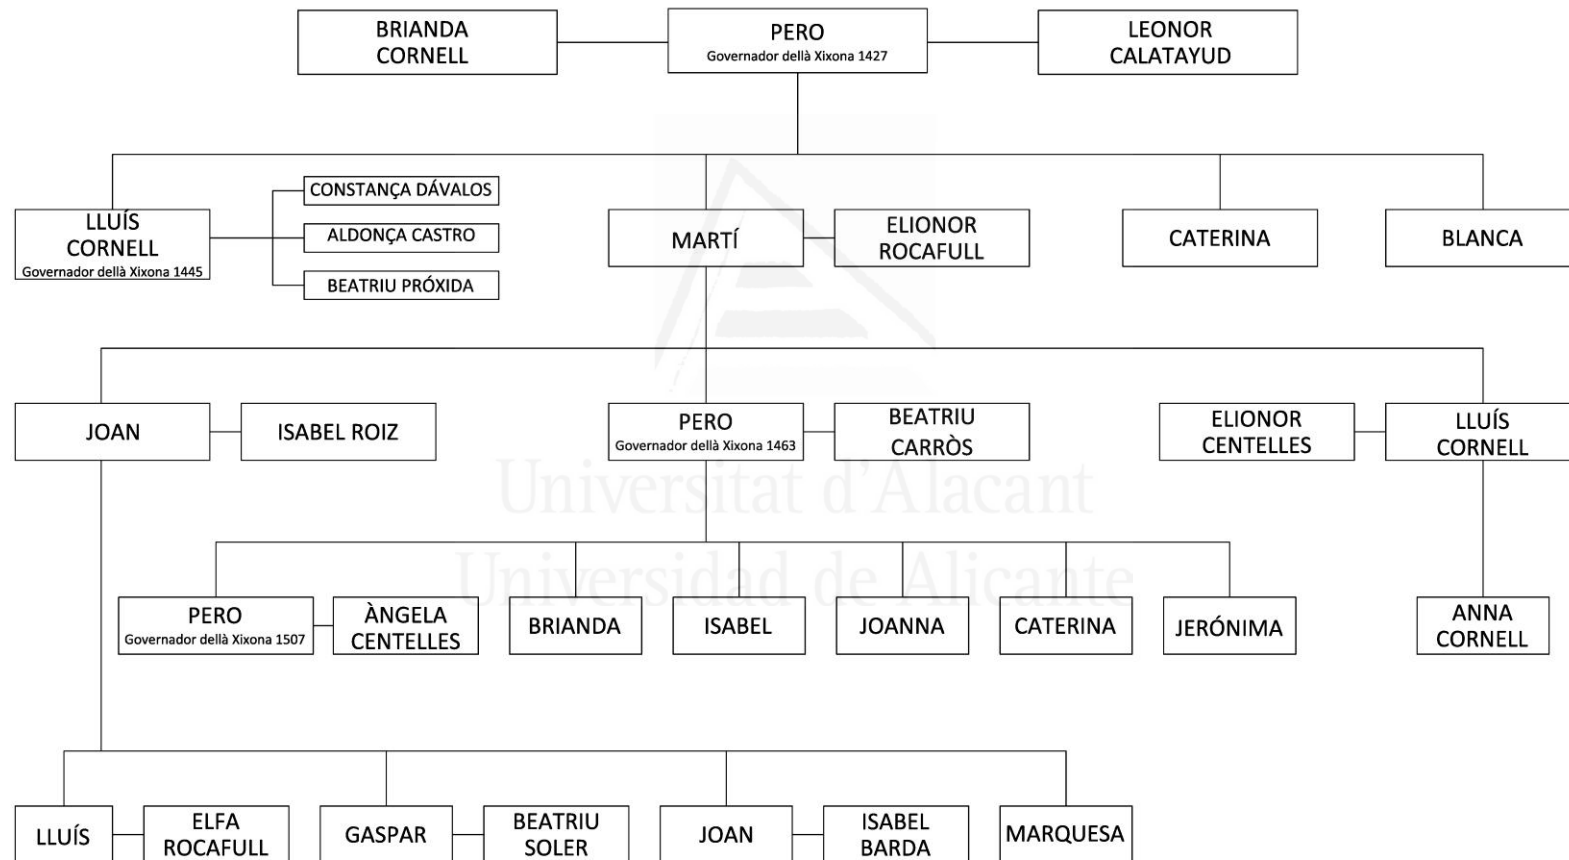 BRIANDA
CORNELL
PERO
Governador dellà Xixona 1427
LEONOR
CALATAYUD
LLUÍS
CORNELL
Governador dellà Xixona 1445
CONSTANÇA DÁVALOS
ALDONÇA CASTRO
BEATRIU PRÓXIDA
MARTÍ
ELIONOR
ROCAFULL
CATERINA
BLANCA
JOAN
ISABEL ROIZ
PERO
Governador dellà Xixona 1463
BEATRIU
CARRÒS
ELIONOR
CENTELLES
LLUÍS
CORNELL
Universitat d'Alacant
Universidad de Alicante
PERO
Governador dellà Xixona 1507
ÀNGELA
CENTELLES
BRIANDA
ISABEL
JOANNA
CATERINA
JERÓNIMA
ANNA
CORNELL
LLUÍS
ELFA
ROCAFULL
GASPAR
BEATRIU
SOLER
JOAN
ISABEL
BARDA
MARQUESA